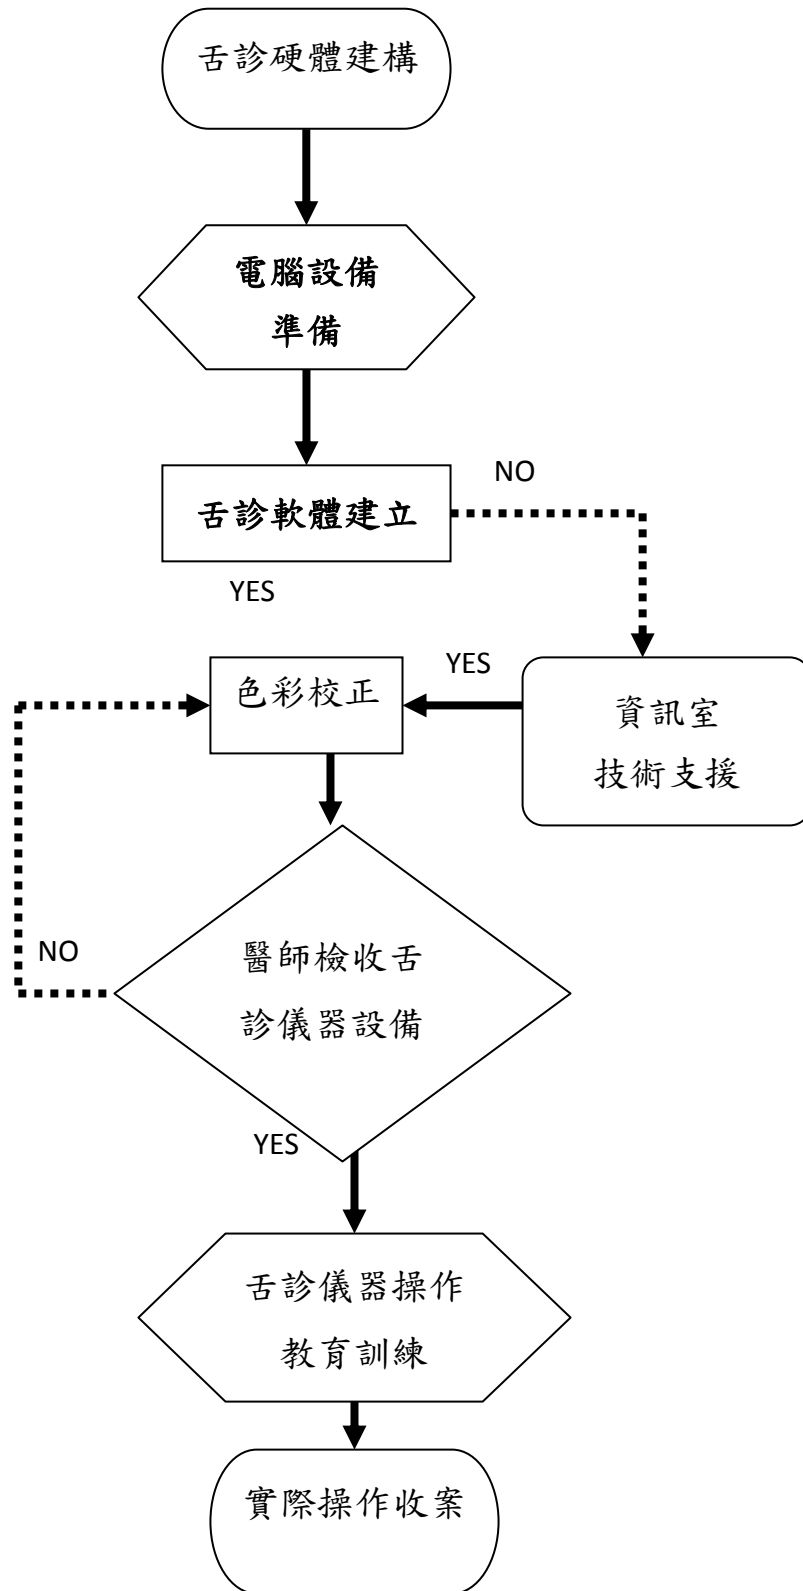 舌診硬體建構
電腦設備
準備
NO
舌診軟體建立
YES
YES
色彩校正
資訊室
技術支援
NO
醫師檢收舌
診儀器設備
YES
舌診儀器操作
教育訓練
實際操作收案